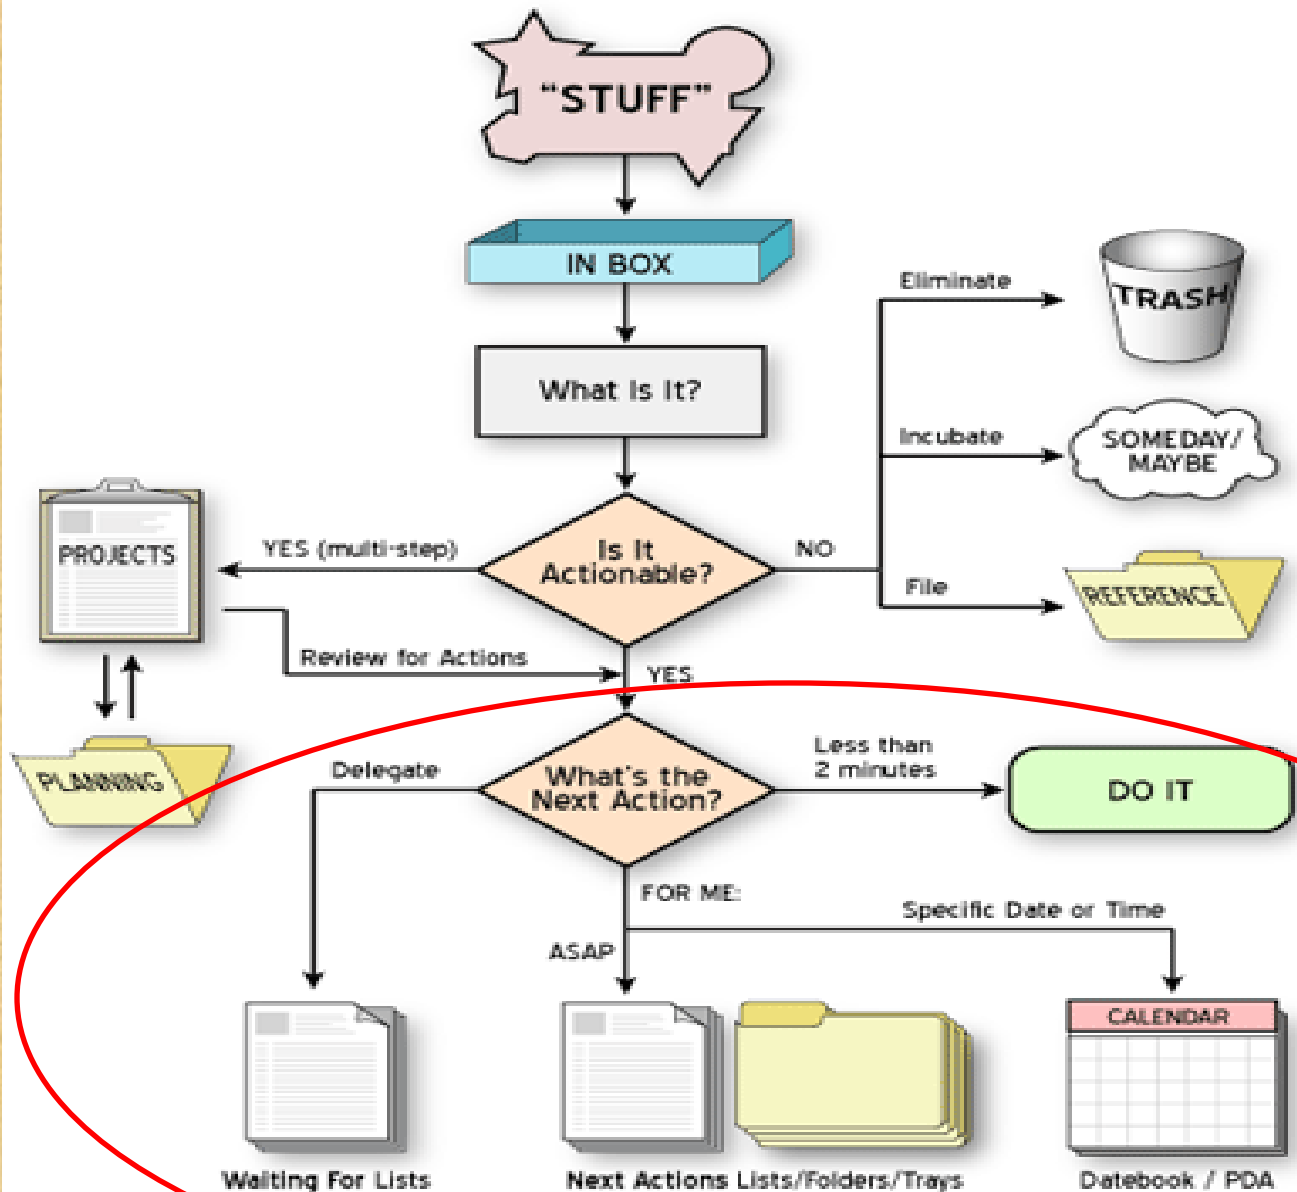 “STUFF”
IN BOX
What Is It?
Eliminate
TRASH
Incubate
SOMEDAY/
MAYBE
PROJECTS
YES (multi-step)
Is It
Actionable?
NO
File
REFERENCE
Review for Actions
YES
PLANNING
Delegate
What's the
Next Action?
Less than
2 minutes
DO IT
FOR ME:
Specific Date or Time
ASAP
CALENDAR
Waiting For Lists
Next Actions Lists/Folders/Trays
Datebook / PDA